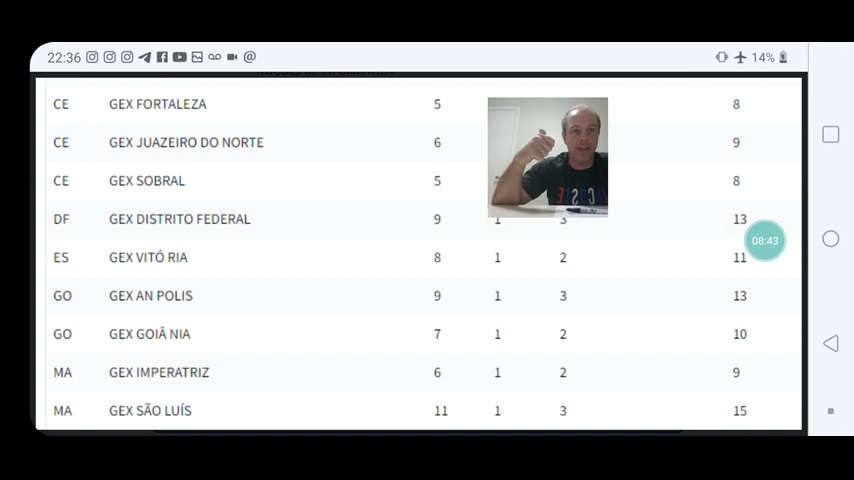 22:36 14%
CE GEX FORTALEZA 5 8
CE GEX JUAZEIRO DO NORTE 6 9
CE GEX SOBRAL 5 8
DF GEX DISTRITO FEDERAL 9 1 3 13
08:43
ES GEX VITÓ RIA 8 1 2 11
GO GEX AN POLIS 9 1 3 13
GO GEX GOIÂ NIA 7 1 2 10
MA GEX IMPERATRIZ 6 1 2 9
MA GEX SÃO LUÍS 11 1 3 15